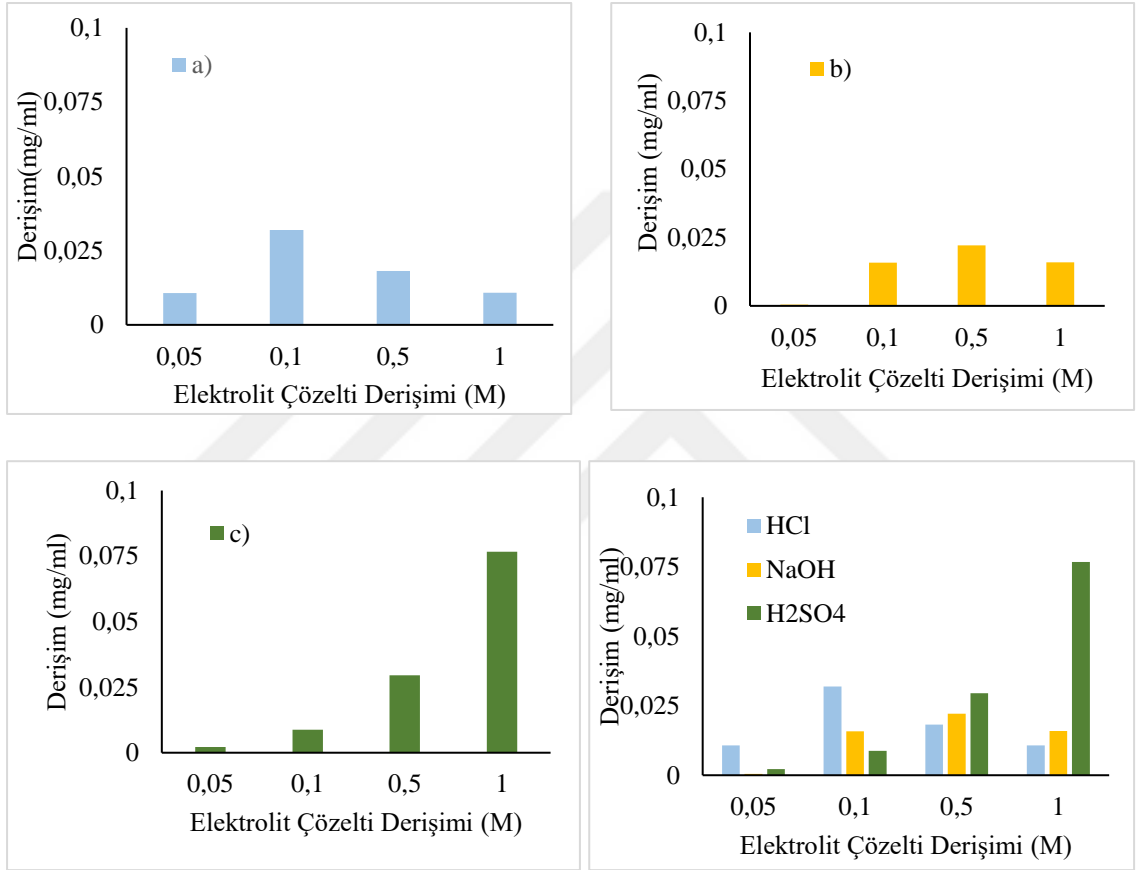 a)
Derişim(mg/ml)
0,1
0,075
0,05
0,025
0
0,05 0,1 0,5 1
Elektrolit Çözelti Derişimi (M)
b)
Derişim (mg/ml)
0,1
0,075
0,05
0,025
0
0,05 0,1 0,5 1
Elektrolit Çözelti Derişimi (M)
c)
Derişim (mg/ml)
0,1
0,075
0,05
0,025
0
0,05 0,1 0,5 1
Elektrolit Çözelti Derişimi (M)
HCl
NaOH
H2SO4
Derişim (mg/ml)
0,1
0,075
0,05
0,025
0
0,05 0,1 0,5 1
Elektrolit Çözelti Derişimi (M)